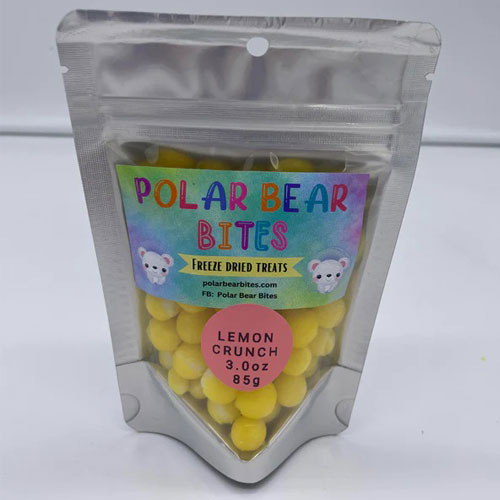 POLAR BEAR
BITES
FREEZE DRIED TREATS
polarbearbites.com
FB: Polar Bear Bites
LEMON
CRUNCH
3.0oz
85g